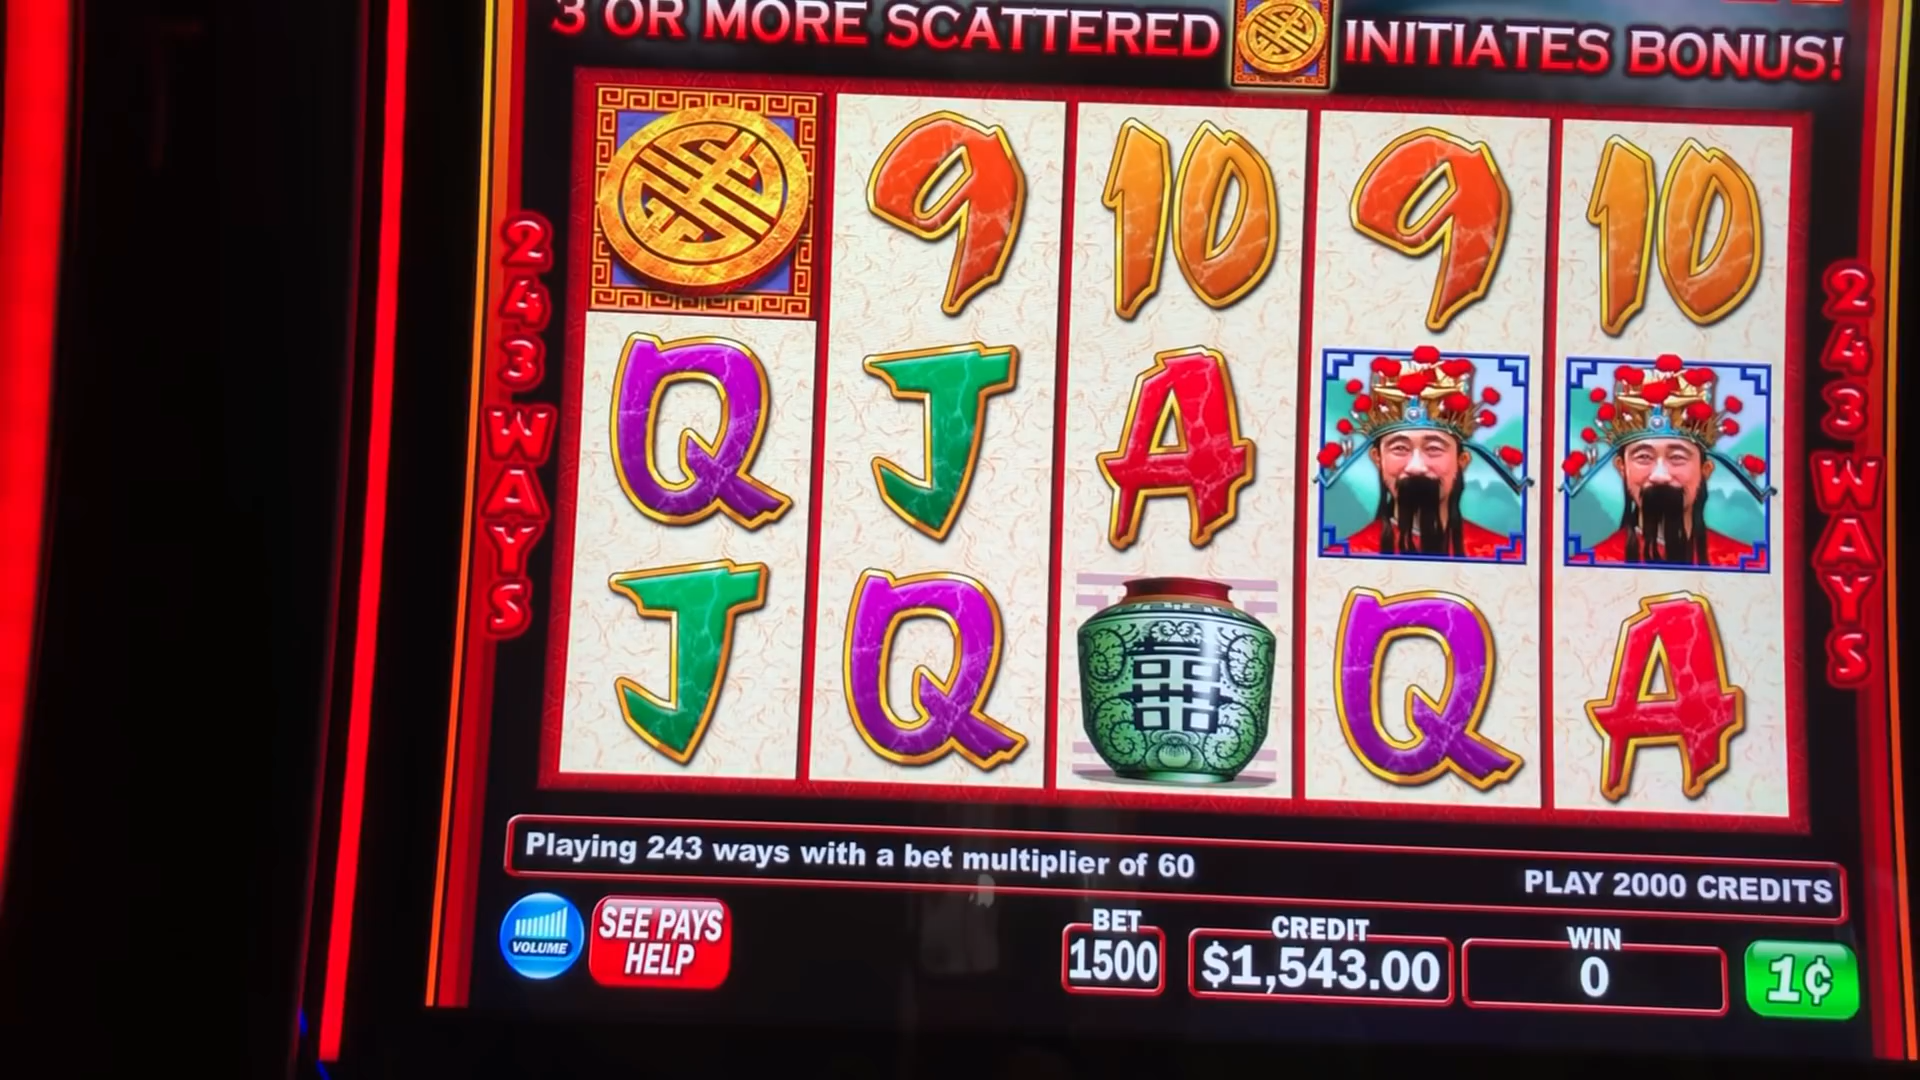 3 OR MORE SCATTERED INITIATES BONUS!
243 WAYS
9 10 9 10
Q J A
J Q Q A
243 WAYS
Playing 243 ways with a bet multiplier of 60
PLAY 2000 CREDITS
VOLUME
SEE PAYS
HELP
BET
1500
CREDIT
$1,543.00
WIN
0
1¢